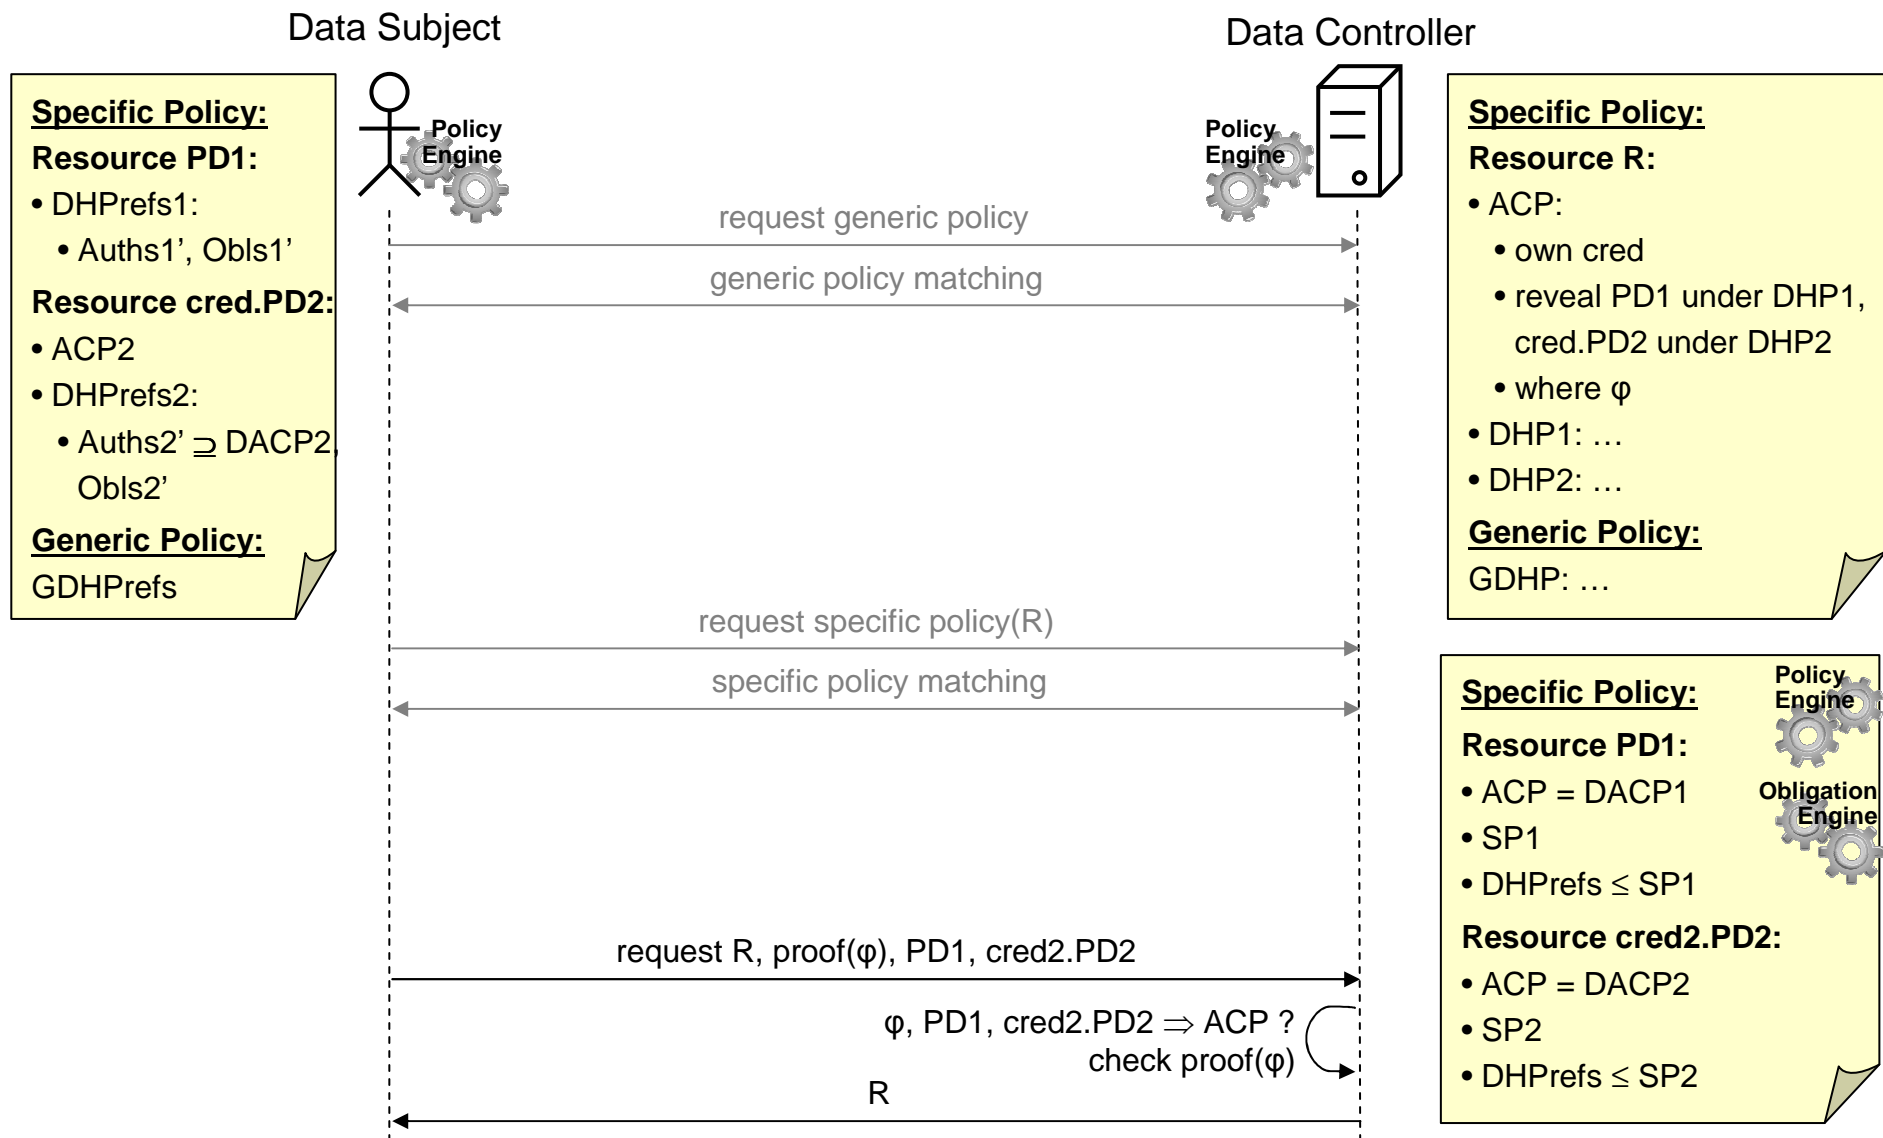 Data Subject
Data Controller
Specific Policy:
Resource PD1:
• DHPrefs1:
• Auths1’, Obls1’
Resource cred.PD2:
• ACP2
• DHPrefs2:
• Auths2’ ⊇ DACP2,
Obls2’
Generic Policy:
GDHPrefs
Policy
Engine
Policy
Engine
Specific Policy:
Resource R:
• ACP:
• own cred
• reveal PD1 under DHP1,
cred.PD2 under DHP2
• where φ
• DHP1: …
• DHP2: …
Generic Policy:
GDHP: …
request generic policy
generic policy matching
request specific policy(R)
specific policy matching
request R, proof(φ), PD1, cred2.PD2
φ, PD1, cred2.PD2 ⇒ ACP ?
check proof(φ)
R
Specific Policy:
Resource PD1:
• ACP = DACP1
• SP1
• DHPrefs ≤ SP1
Resource cred2.PD2:
• ACP = DACP2
• SP2
• DHPrefs ≤ SP2
Policy
Engine
Obligation
Engine